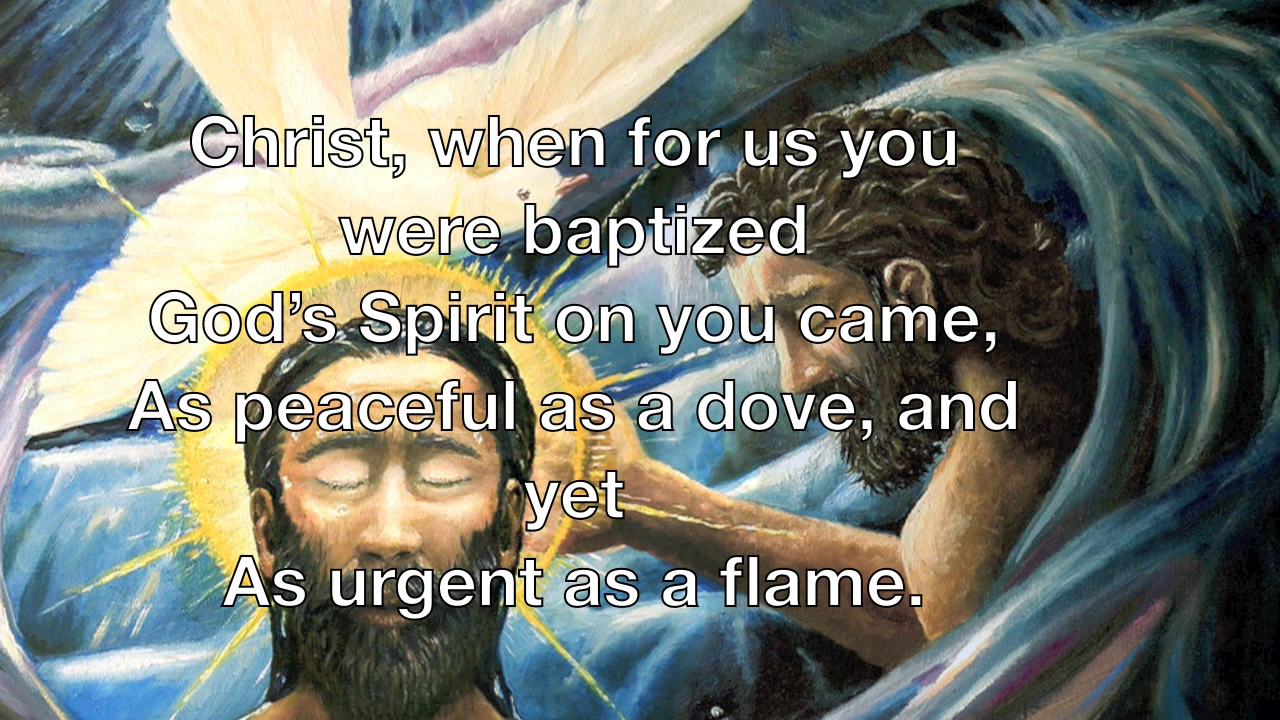 Christ, when for us you
were baptized
God’s Spirit on you came,
As peaceful as a dove, and
yet
As urgent as a flame.